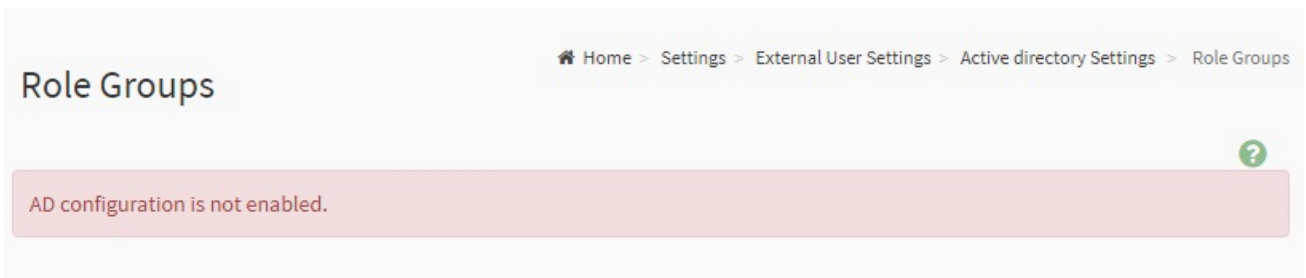 Home > Settings > External User Settings > Active directory Settings > Role Groups
Role Groups
?
AD configuration is not enabled.